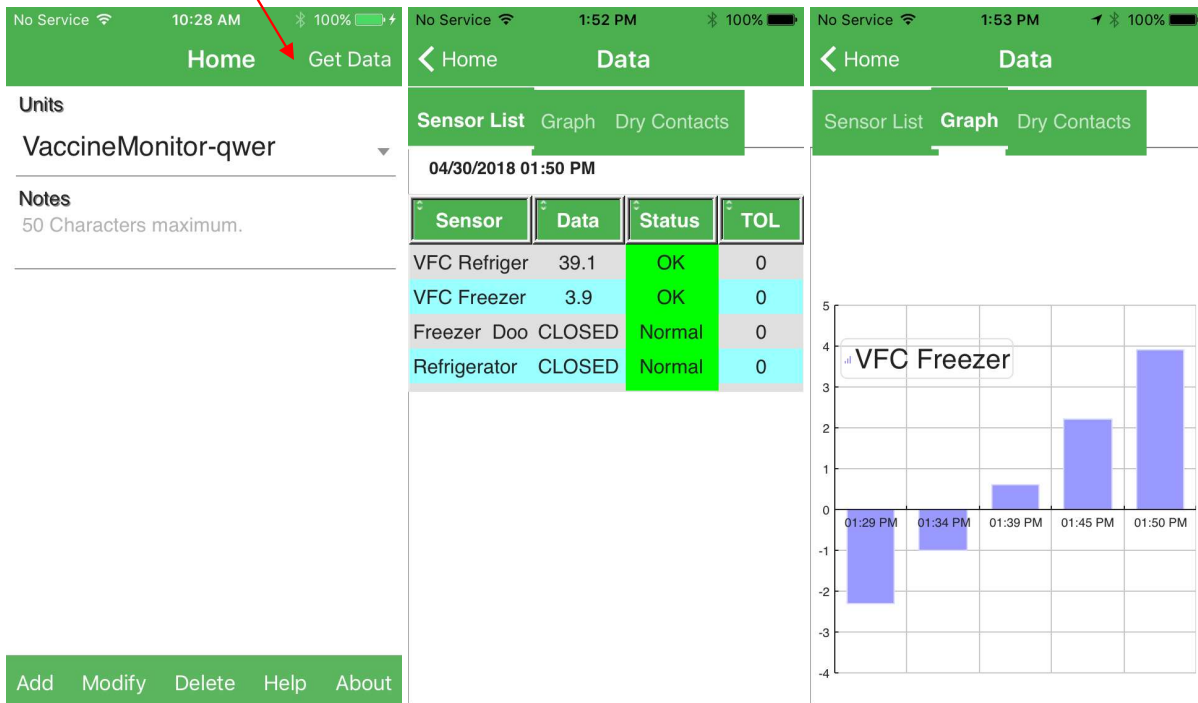 No Service 10:28 AM 100%
Home Get Data
Units
VaccineMonitor-qwer
Notes
50 Characters maximum.
Add Modify Delete Help About
No Service 1:52 PM 100%
Home Data
Sensor List Graph Dry Contacts
04/30/2018 01:50 PM
Sensor Data Status TOL
VFC Refriger 39.1 OK 0
VFC Freezer 3.9 OK 0
Freezer Doo CLOSED Normal 0
Refrigerator CLOSED Normal 0
No Service 1:53 PM 100%
Home Data
Sensor List Graph Dry Contacts
5
4
VFC Freezer
3
2
1
0
01:29 PM 01:34 PM 01:39 PM 01:45 PM 01:50 PM
-1
-2
-3
-4